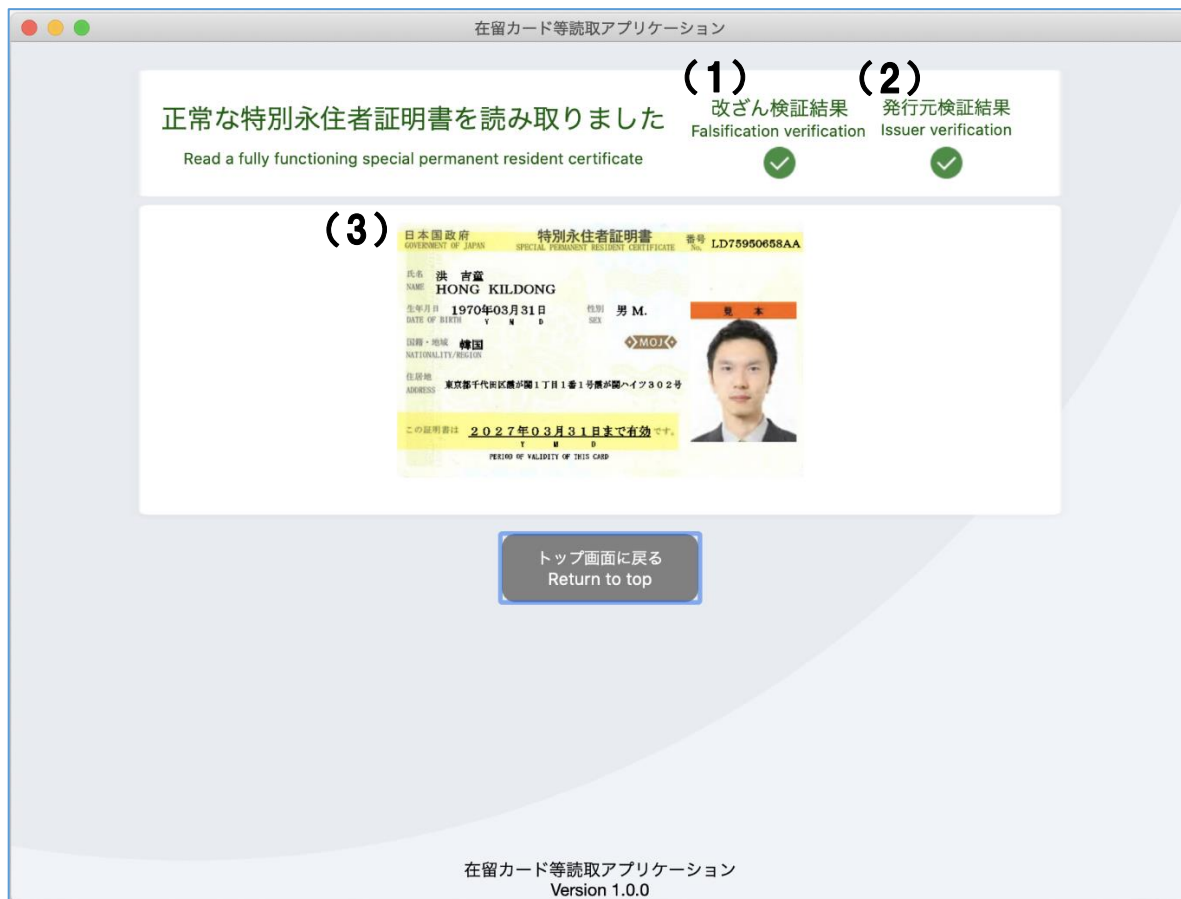 在留カード等読取アプリケーション
(1)
(2)
正常な特別永住者証明書を読み取りました
Read a fully functioning special permanent resident certificate
改ざん検証結果
Falsification verification
発行元検証結果
Issuer verification
(3)
日本国政府
GOVERNMENT OF JAPAN
特別永住者証明書
SPECIAL PERMANENT RESIDENT CERTIFICATE
番号
No.
LD75950658AA
氏名 洪 吉童
NAME HONG KILDONG
生年月日 1970年03月31日
DATE OF BIRTH Y M D
性別 男 M.
SEX
見 本
国籍・地域 韓国
NATIONALITY/REGION
MOJ
住居地
ADDRESS
東京都千代田区霞が関1丁目1番1号霞が関ハイツ302号
この証明書は 2027年03月31日まで有効 です。
Y M D
PERIOD OF VALIDITY OF THIS CARD
トップ画面に戻る
Return to top
在留カード等読取アプリケーション
Version 1.0.0